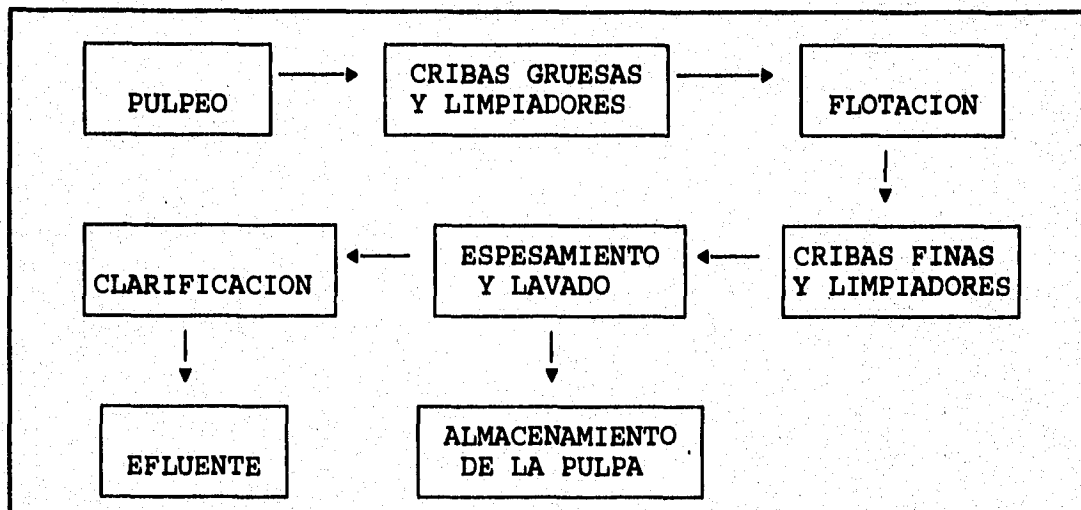 PULPEO
CRIBAS GRUESAS
Y LIMPIADORES
FLOTACION
CRIBAS FINAS
Y LIMPIADORES
ESPESAMIENTO
Y LAVADO
CLARIFICACION
EFLUENTE
ALMACENAMIENTO
DE LA PULPA